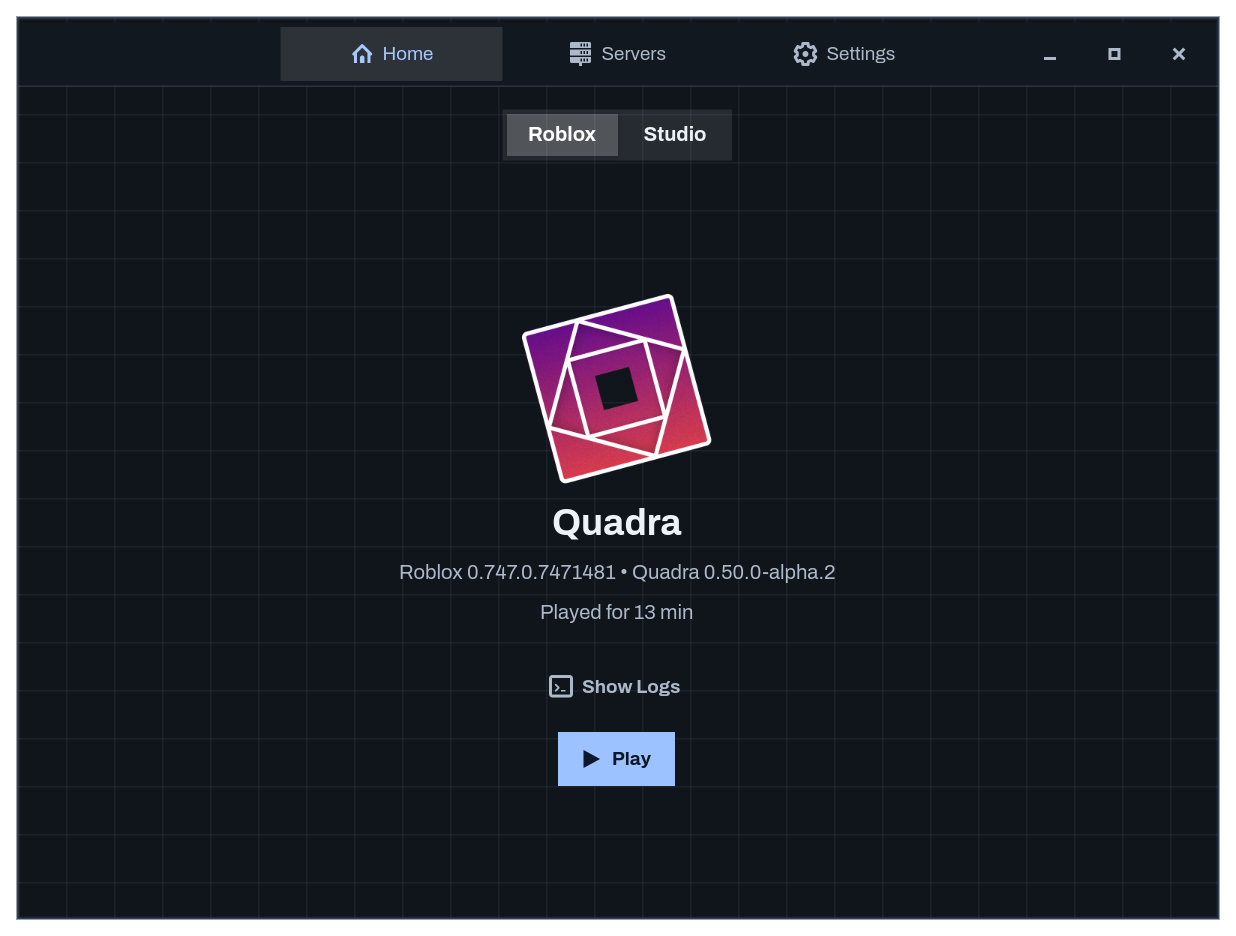 Home Servers Settings
Roblox Studio
Quadra
Roblox 0.747.0.7471481 • Quadra 0.50.0-alpha.2
Played for 13 min
Show Logs
Play